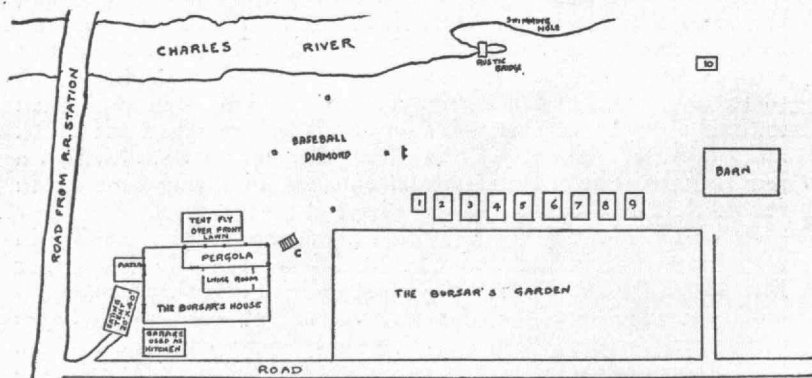 SWIMMING
HOLE
CHARLES RIVER
RUSTIC
BRIDGE
10
ROAD FROM R.R. STATION
BASEBALL
DIAMOND
BARN
1 2 3 4 5 6 7 8 9
TENT FLY
OVER FRONT
LAWN
PERGOLA
C
LIVING ROOM
THE BURSAR'S HOUSE
THE BURSAR'S GARDEN
GARAGE
USED AS
KITCHEN
ROAD